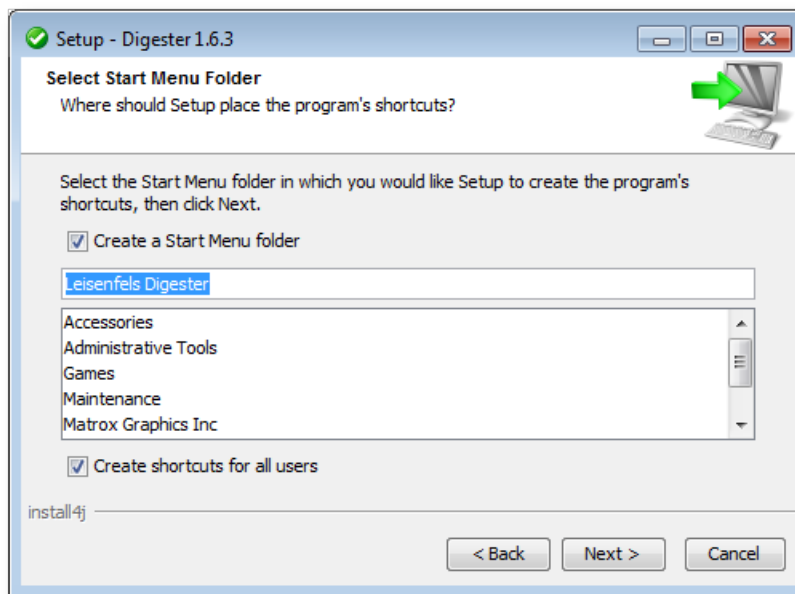 Setup - Digester 1.6.3
Select Start Menu Folder
Where should Setup place the program's shortcuts?
Select the Start Menu folder in which you would like Setup to create the program's
shortcuts, then click Next.
Create a Start Menu folder
Leisenfels Digester
Accessories
Administrative Tools
Games
Maintenance
Matrox Graphics Inc
Create shortcuts for all users
install4j
< Back Next > Cancel